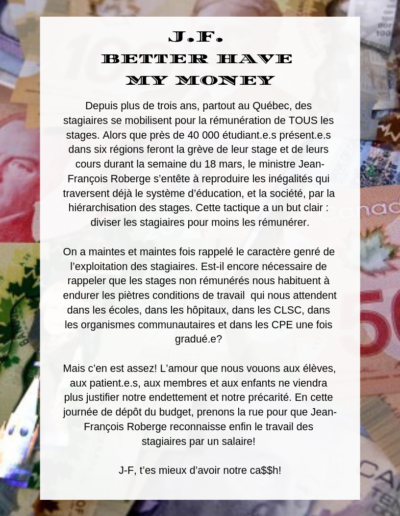 J.F.
BETTER HAVE
MY MONEY
Depuis plus de trois ans, partout au Québec, des
stagiaires se mobilisent pour la rémunération de TOUS les
stages. Alors que près de 40 000 étudiant.e.s présent.e.s
dans six régions feront la grève de leur stage et de leurs
cours durant la semaine du 18 mars, le ministre Jean-
François Roberge s'entête à reproduire les inégalités qui
traversent déjà le système d'éducation, et la société, par la
hiérarchisation des stages. Cette tactique a un but clair :
diviser les stagiaires pour moins les rémunérer.
On a maintes et maintes fois rappelé le caractère genré de
l'exploitation des stagiaires. Est-il encore nécessaire de
rappeler que les stages non rémunérés nous habituent à
endurer les piètres conditions de travail qui nous attendent
dans les écoles, dans les hôpitaux, dans les CLSC, dans
les organismes communautaires et dans les CPE une fois
gradué.e?
Mais c'en est assez! L'amour que nous vouons aux élèves,
aux patient.e.s, aux membres et aux enfants ne viendra
plus justifier notre endettement et notre précarité. En cette
journée de dépôt du budget, prenons la rue pour que Jean-
François Roberge reconnaisse enfin le travail des
stagiaires par un salaire!
J-F, t'es mieux d'avoir notre ca$$h!